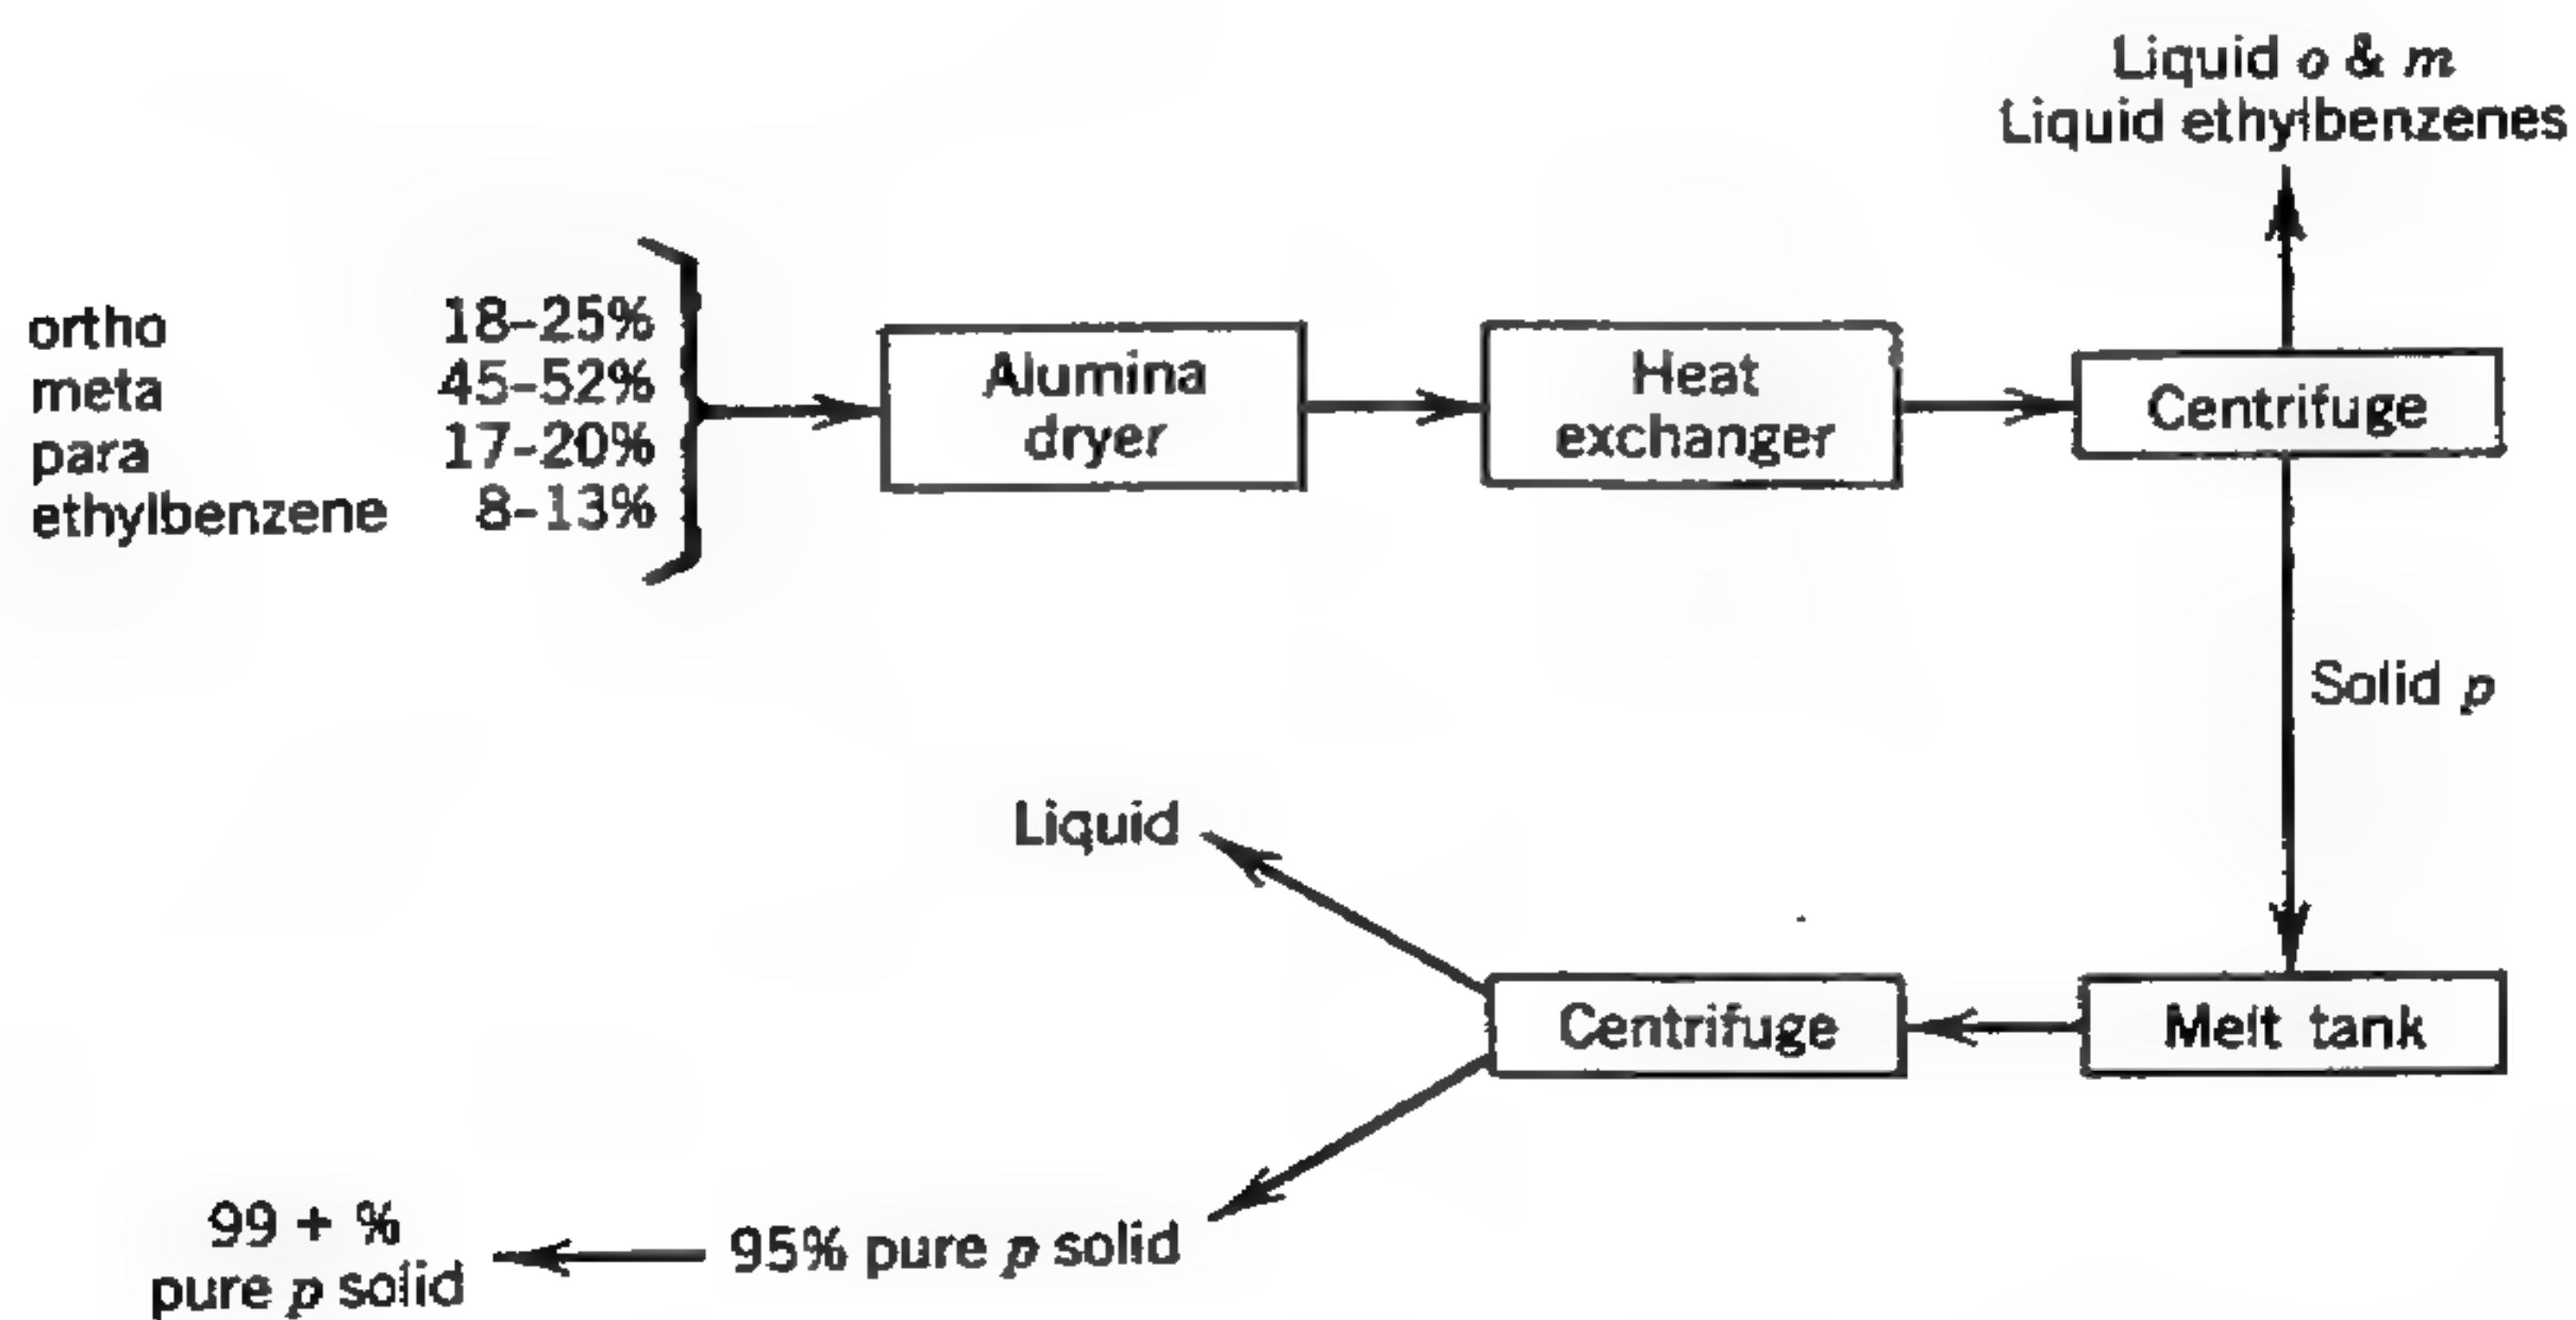 Liquid o & m
Liquid ethylbenzenes
ortho 18-25%
meta 45-52%
para 17-20%
ethylbenzene 8-13%
Alumina
dryer
Heat
exchanger
Centrifuge
Solid p
Liquid
Centrifuge
Melt tank
99 + %
pure p solid
95% pure p solid